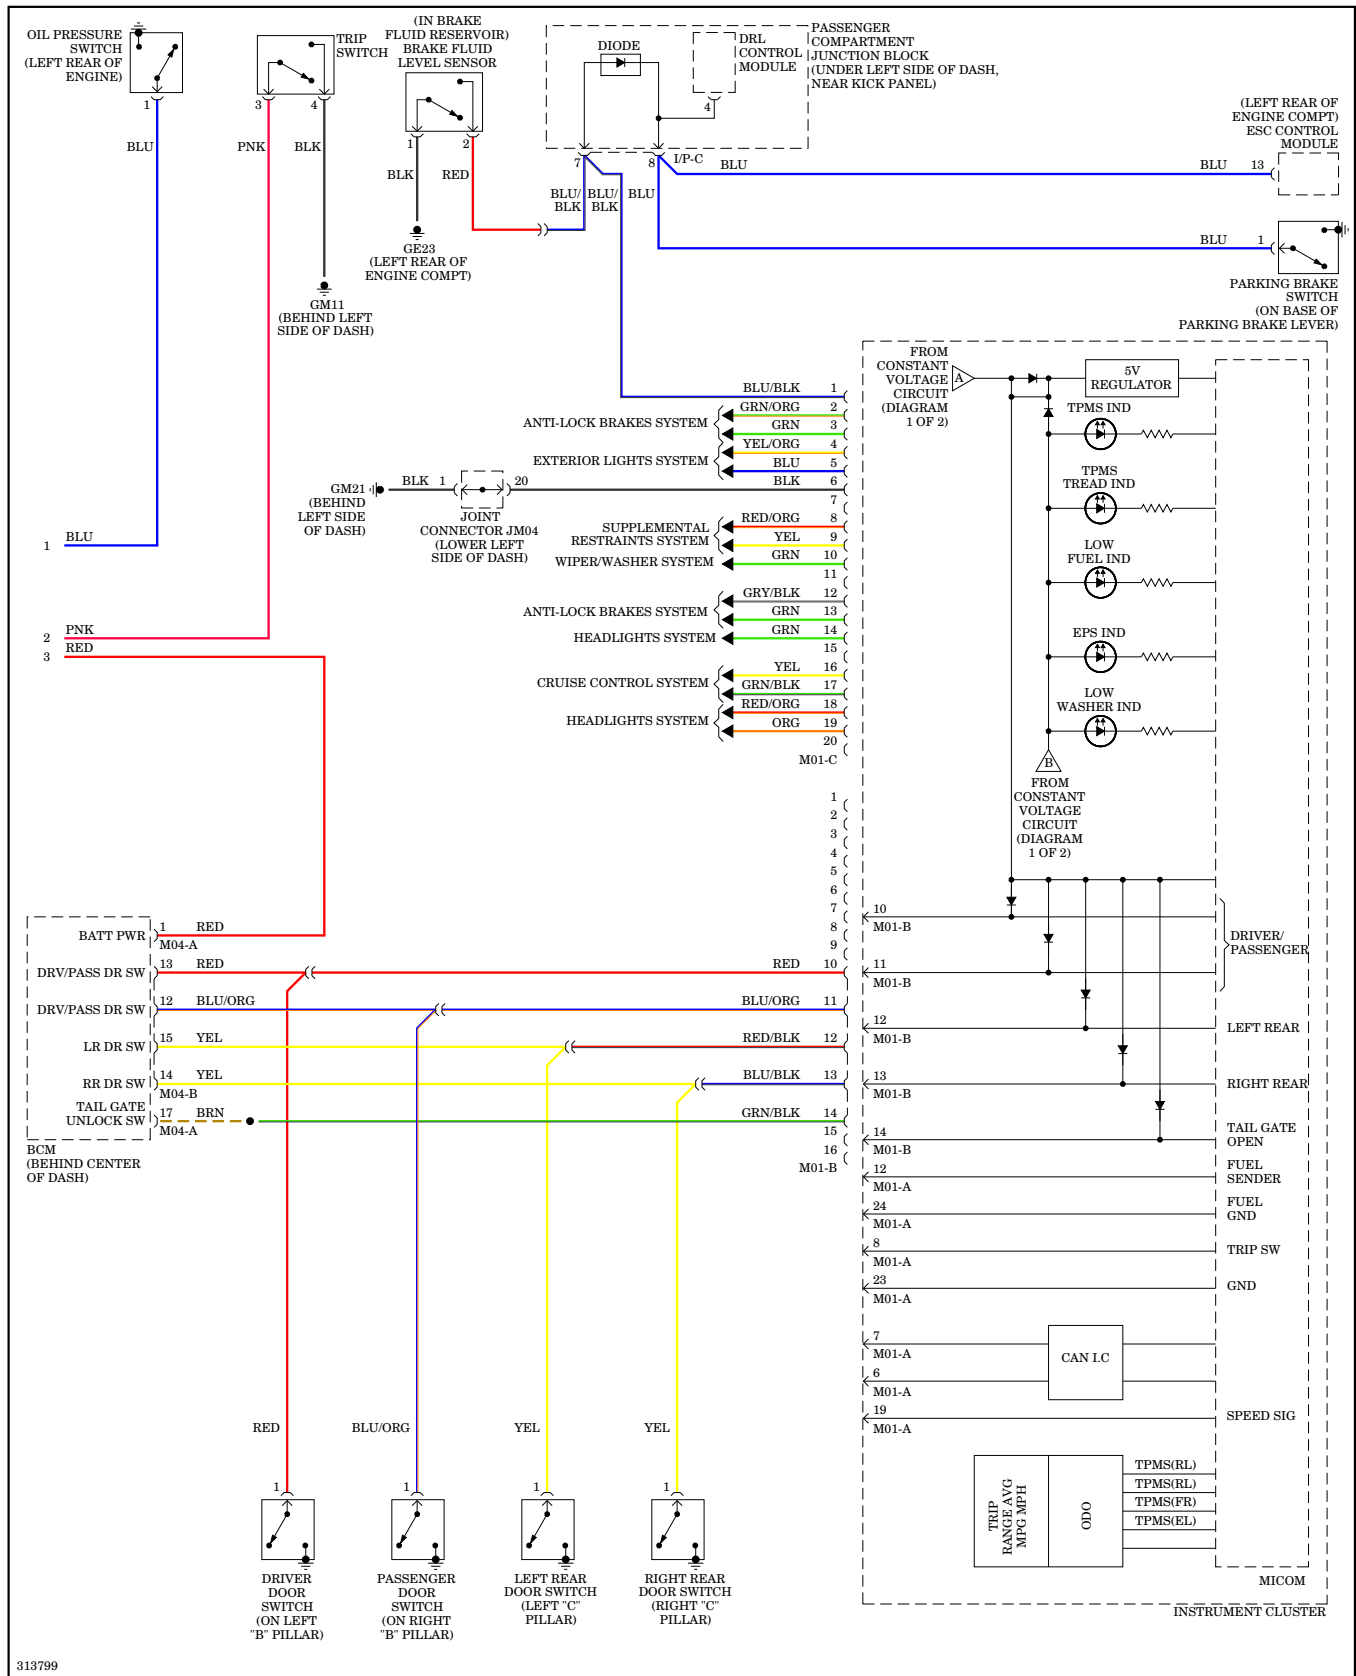 OIL PRESSURE
SWITCH
(LEFT REAR OF
ENGINE)
1
BLU
TRIP
SWITCH
3
4
PNK
BLK
GM11
(BEHIND LEFT
SIDE OF DASH)
(IN BRAKE
FLUID RESERVOIR)
BRAKE FLUID
LEVEL SENSOR
1
2
BLK
RED
GE23
(LEFT REAR OF
ENGINE COMPT)
DIODE
DRL
CONTROL
MODULE
4
PASSENGER
COMPARTMENT
JUNCTION BLOCK
(UNDER LEFT SIDE OF DASH,
NEAR KICK PANEL)
7
8
I/P-C
BLU/
BLK
BLU/
BLK
BLU
BLU
(LEFT REAR OF
ENGINE COMPT)
ESC CONTROL
MODULE
BLU 13
BLU 1
PARKING BRAKE
SWITCH
(ON BASE OF
PARKING BRAKE LEVER)
1 BLU
2 PNK
3 RED
BLU/BLK 1
ANTI-LOCK BRAKES SYSTEM
GRN/ORG 2
GRN 3
EXTERIOR LIGHTS SYSTEM
YEL/ORG 4
BLU 5
GM21
(BEHIND
LEFT SIDE
OF DASH)
BLK 1
20
BLK 6
JOINT
CONNECTOR JM04
(LOWER LEFT
SIDE OF DASH)
7
SUPPLEMENTAL
RESTRAINTS SYSTEM
RED/ORG 8
YEL 9
WIPER/WASHER SYSTEM
GRN 10
11
ANTI-LOCK BRAKES SYSTEM
GRY/BLK 12
GRN 13
HEADLIGHTS SYSTEM
GRN 14
15
CRUISE CONTROL SYSTEM
YEL 16
GRN/BLK 17
HEADLIGHTS SYSTEM
RED/ORG 18
ORG 19
20
M01-C
1
2
3
4
5
6
7
8
9
RED 10
BLU/ORG 11
RED/BLK 12
BLU/BLK 13
GRN/BLK 14
15
16
M01-B
BATT PWR
1 RED
M04-A
DRV/PASS DR SW
13 RED
DRV/PASS DR SW
12 BLU/ORG
LR DR SW
15 YEL
RR DR SW
14 YEL
M04-B
TAIL GATE
UNLOCK SW
17 BRN
M04-A
BCM
(BEHIND CENTER
OF DASH)
FROM
CONSTANT
VOLTAGE
CIRCUIT
(DIAGRAM
1 OF 2)
A
5V
REGULATOR
TPMS IND
TPMS
TREAD IND
LOW
FUEL IND
EPS IND
LOW
WASHER IND
B
FROM
CONSTANT
VOLTAGE
CIRCUIT
(DIAGRAM
1 OF 2)
10
M01-B
11
M01-B
DRIVER/
PASSENGER
12
M01-B
LEFT REAR
13
M01-B
RIGHT REAR
14
M01-B
TAIL GATE
OPEN
12
M01-A
FUEL
SENDER
24
M01-A
FUEL
GND
8
M01-A
TRIP SW
23
M01-A
GND
7
M01-A
6
M01-A
CAN I.C
19
M01-A
SPEED SIG
TRIP
RANGE AVG
MPG MPH
ODO
TPMS(RL)
TPMS(RL)
TPMS(FR)
TPMS(EL)
MICOM
INSTRUMENT CLUSTER
RED
BLU/ORG
YEL
YEL
1
1
1
1
DRIVER
DOOR
SWITCH
(ON LEFT
"B" PILLAR)
PASSENGER
DOOR
SWITCH
(ON RIGHT
"B" PILLAR)
LEFT REAR
DOOR SWITCH
(LEFT "C"
PILLAR)
RIGHT REAR
DOOR SWITCH
(RIGHT "C"
PILLAR)
313799